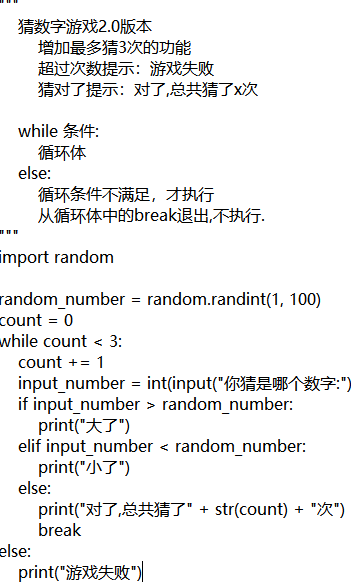 """
    猜数字游戏2.0版本
        增加最多猜3次的功能
        超过次数提示：游戏失败
        猜对了提示：对了,总共猜了x次

    while 条件:
        循环体
    else:
        循环条件不满足，才执行
        从循环体中的break退出,不执行.
"""
import random

random_number = random.randint(1, 100)
count = 0
while count < 3:
    count += 1
    input_number = int(input("你猜是哪个数字:")
    if input_number > random_number:
        print("大了")
    elif input_number < random_number:
        print("小了")
    else:
        print("对了,总共猜了" + str(count) + "次")
        break
else:
    print("游戏失败")